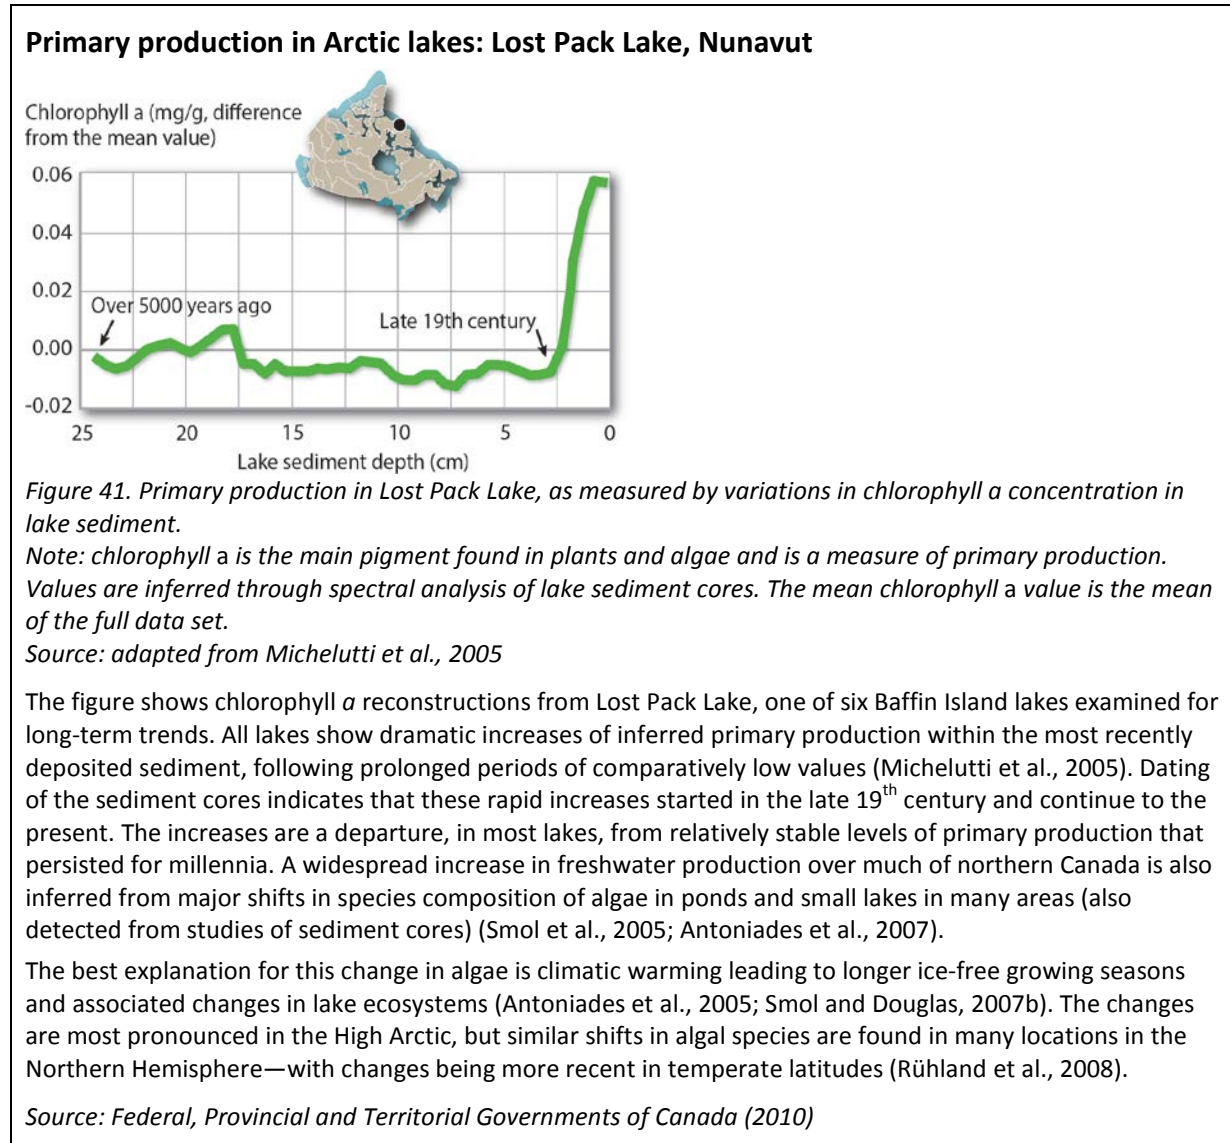 Primary production in Arctic lakes: Lost Pack Lake, Nunavut
Chlorophyll a (mg/g, difference
from the mean value)
0.06
0.04
0.02
Over 5000 years ago
Late 19th century
0.00
-0.02
25 20 15 10 5 0
Lake sediment depth (cm)
Figure 41. Primary production in Lost Pack Lake, as measured by variations in chlorophyll a concentration in
lake sediment.
Note: chlorophyll a is the main pigment found in plants and algae and is a measure of primary production.
Values are inferred through spectral analysis of lake sediment cores. The mean chlorophyll a value is the mean
of the full data set.
Source: adapted from Michelutti et al., 2005
The figure shows chlorophyll a reconstructions from Lost Pack Lake, one of six Baffin Island lakes examined for
long-term trends. All lakes show dramatic increases of inferred primary production within the most recently
deposited sediment, following prolonged periods of comparatively low values (Michelutti et al., 2005). Dating
of the sediment cores indicates that these rapid increases started in the late 19th century and continue to the
present. The increases are a departure, in most lakes, from relatively stable levels of primary production that
persisted for millennia. A widespread increase in freshwater production over much of northern Canada is also
inferred from major shifts in species composition of algae in ponds and small lakes in many areas (also
detected from studies of sediment cores) (Smol et al., 2005; Antoniades et al., 2007).
The best explanation for this change in algae is climatic warming leading to longer ice-free growing seasons
and associated changes in lake ecosystems (Antoniades et al., 2005; Smol and Douglas, 2007b). The changes
are most pronounced in the High Arctic, but similar shifts in algal species are found in many locations in the
Northern Hemisphere—with changes being more recent in temperate latitudes (Rühland et al., 2008).
Source: Federal, Provincial and Territorial Governments of Canada (2010)